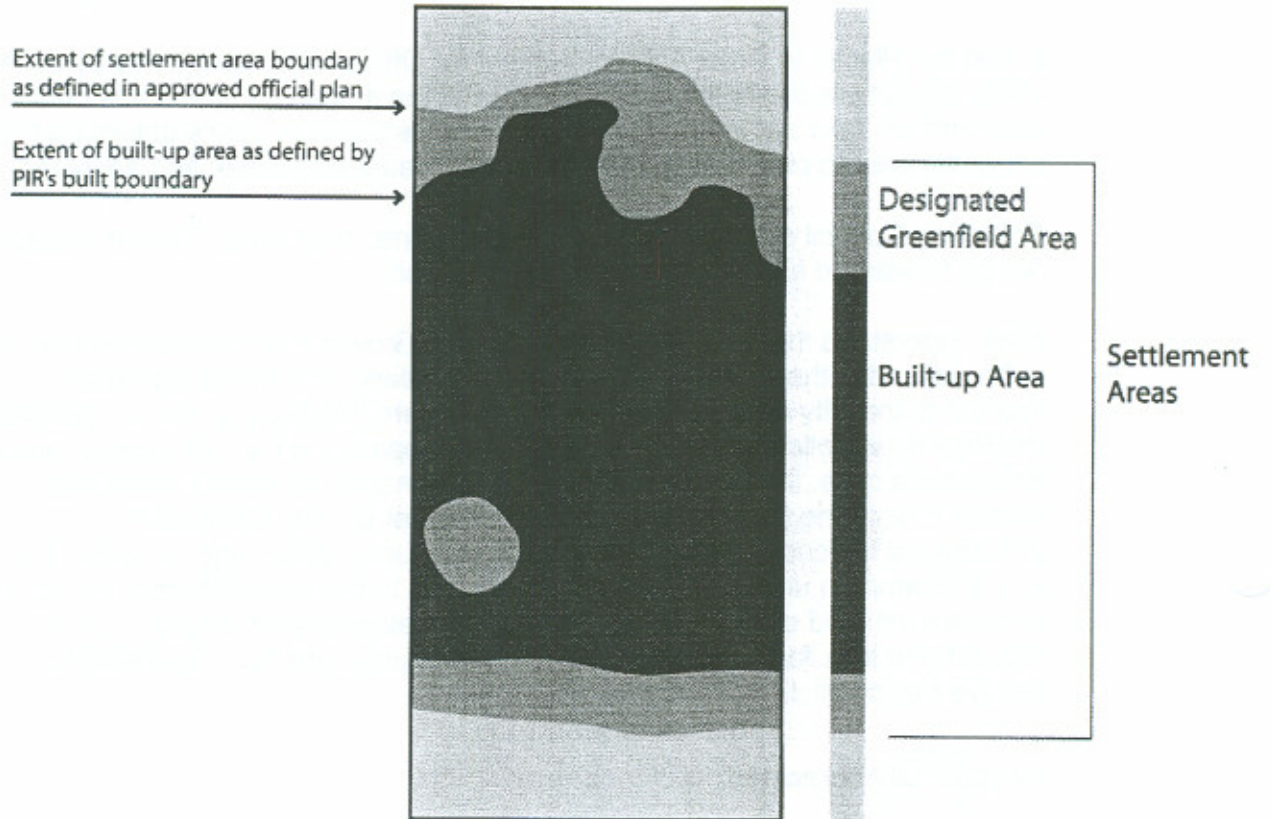 Extent of settlement area boundary
as defined in approved official plan
Extent of built-up area as defined by
PIR's built boundary
Designated
Greenfield Area
Built-up Area
Settlement
Areas